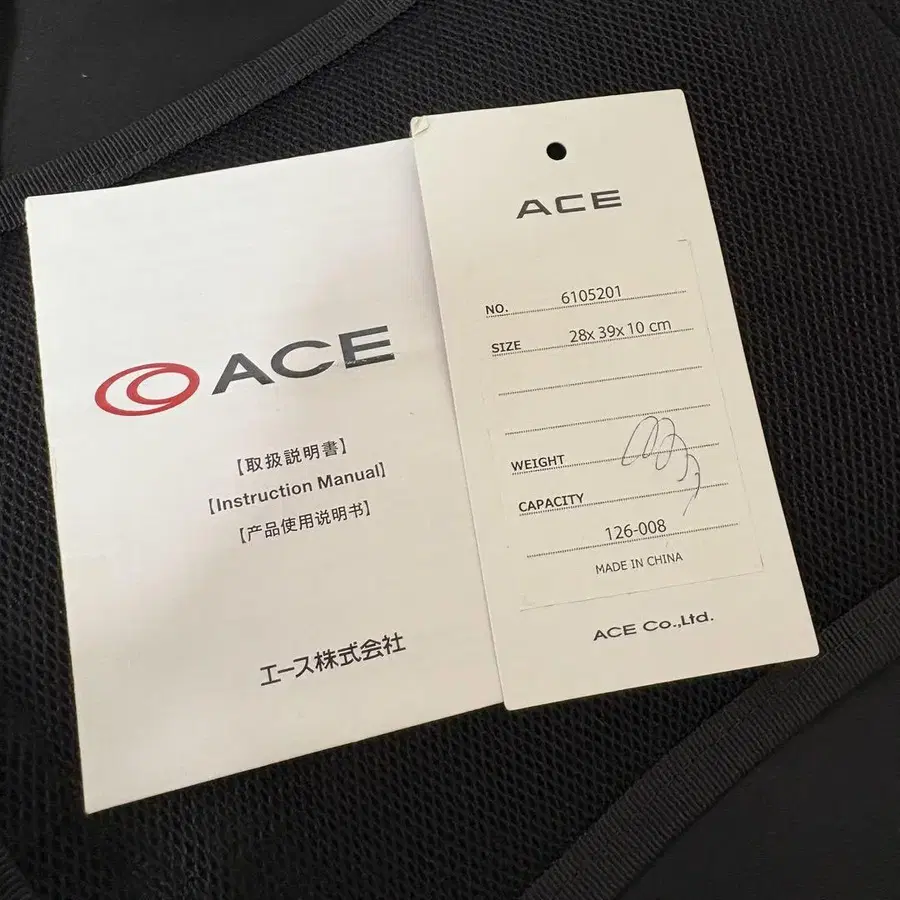 ACE
【取扱説明書】
【Instruction Manual】
【产品使用说明书】
エース株式会社
ACE
NO. 6105201
SIZE 28x 39x 10 cm
WEIGHT
CAPACITY
126-008
MADE IN CHINA
ACE Co.,Ltd.